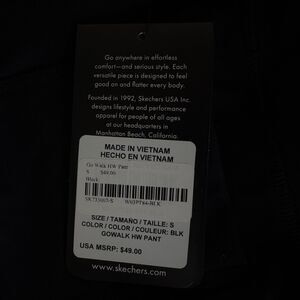 Go anywhere in effortless
comfort—and serious style. Each
versatile piece is designed to feel
good on and flatter every body.
Founded in 1992, Skechers USA Inc.
designs lifestyle and performance
apparel for people of all ages
at our headquarters in
Manhattan Beach, California.
MADE IN VIETNAM
HECHO EN VIETNAM
Go Walk HW Pant
S $49.00
Black
W03PT64-BLK
SIZE / TAMAÑO / TAILLE: S
COLOR / COLOR / COULEUR: BLK
GOWALK HW PANT
USA MSRP: $49.00
www.skechers.com